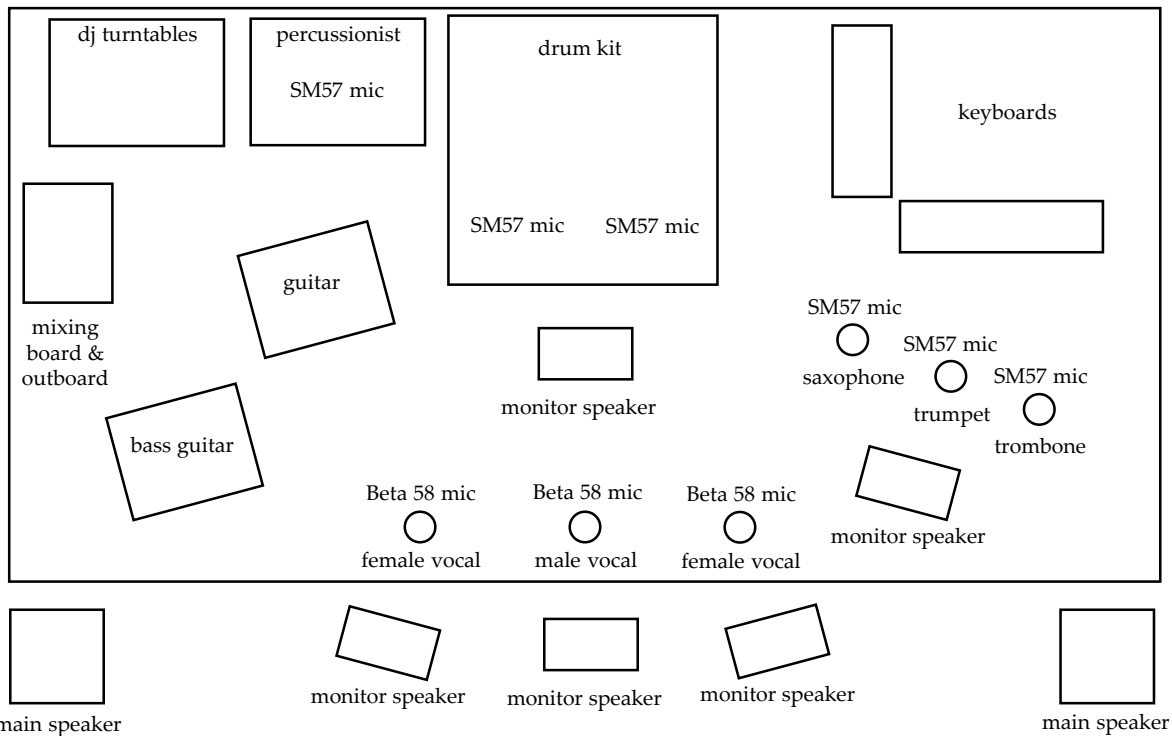 dj turntables
percussionist
SM57 mic
drum kit
keyboards
SM57 mic
SM57 mic
guitar
mixing
board &
outboard
SM57 mic
saxophone
SM57 mic
trumpet
SM57 mic
trombone
monitor speaker
bass guitar
Beta 58 mic
female vocal
Beta 58 mic
male vocal
Beta 58 mic
female vocal
monitor speaker
main speaker
monitor speaker
monitor speaker
monitor speaker
main speaker